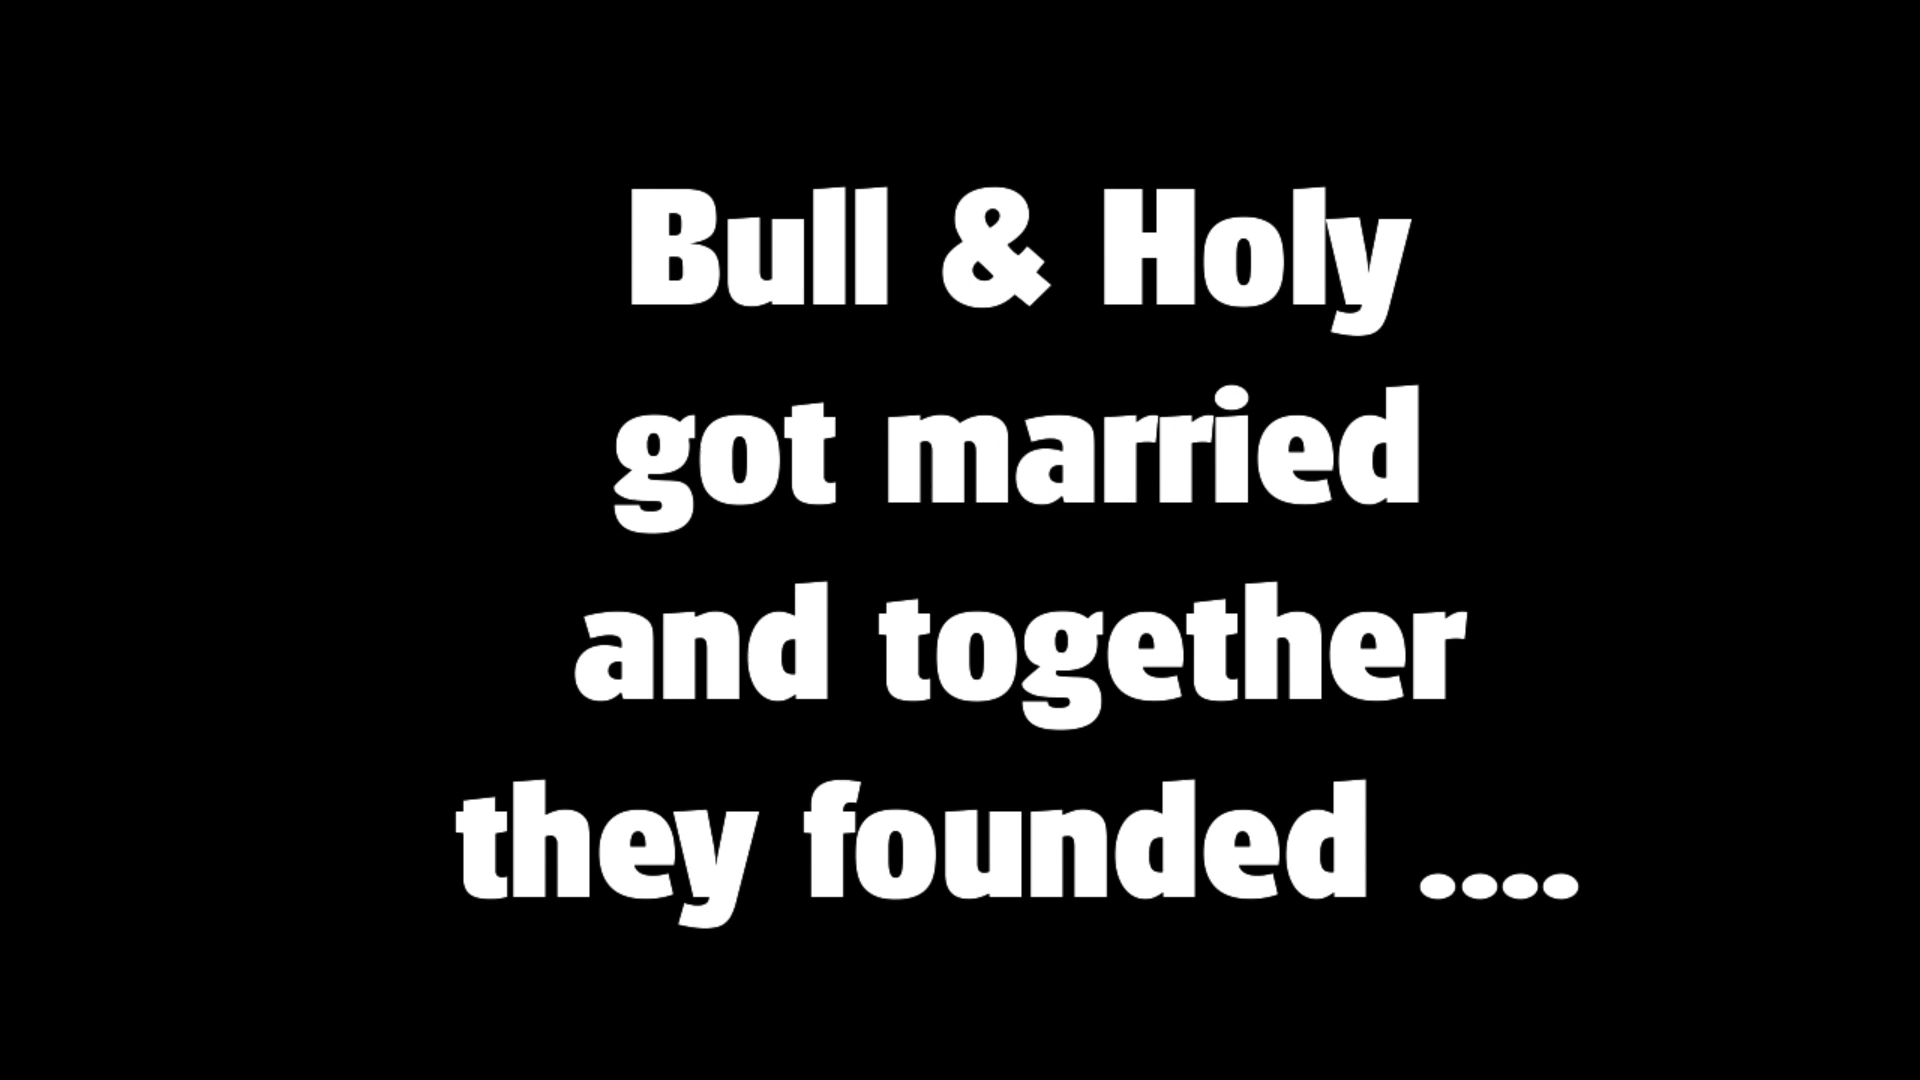 Bull & Holy
got married
and together
they founded ....